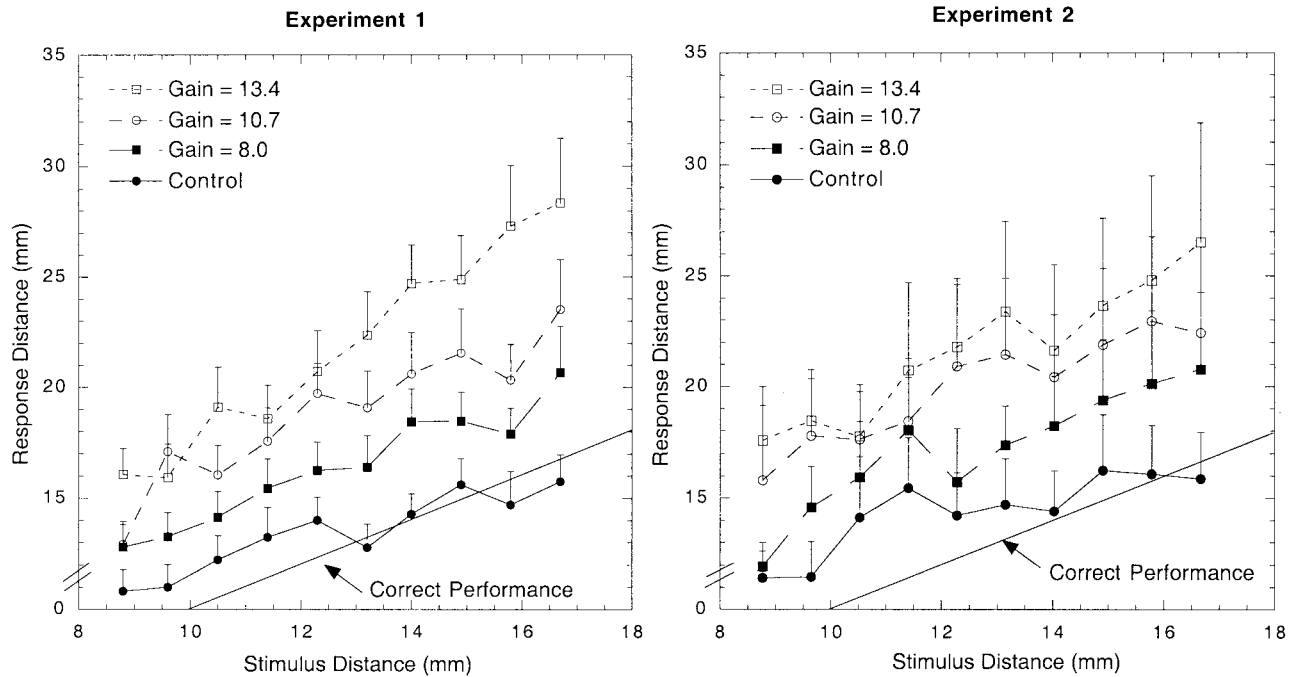 Experiment 1
35
30
25
20
15
0
Response Distance (mm)
Gain = 13.4
Gain = 10.7
Gain = 8.0
Control
Correct Performance
8 10 12 14 16 18
Stimulus Distance (mm)
Experiment 2
35
30
25
20
15
0
Response Distance (mm)
Gain = 13.4
Gain = 10.7
Gain = 8.0
Control
Correct Performance
8 10 12 14 16 18
Stimulus Distance (mm)